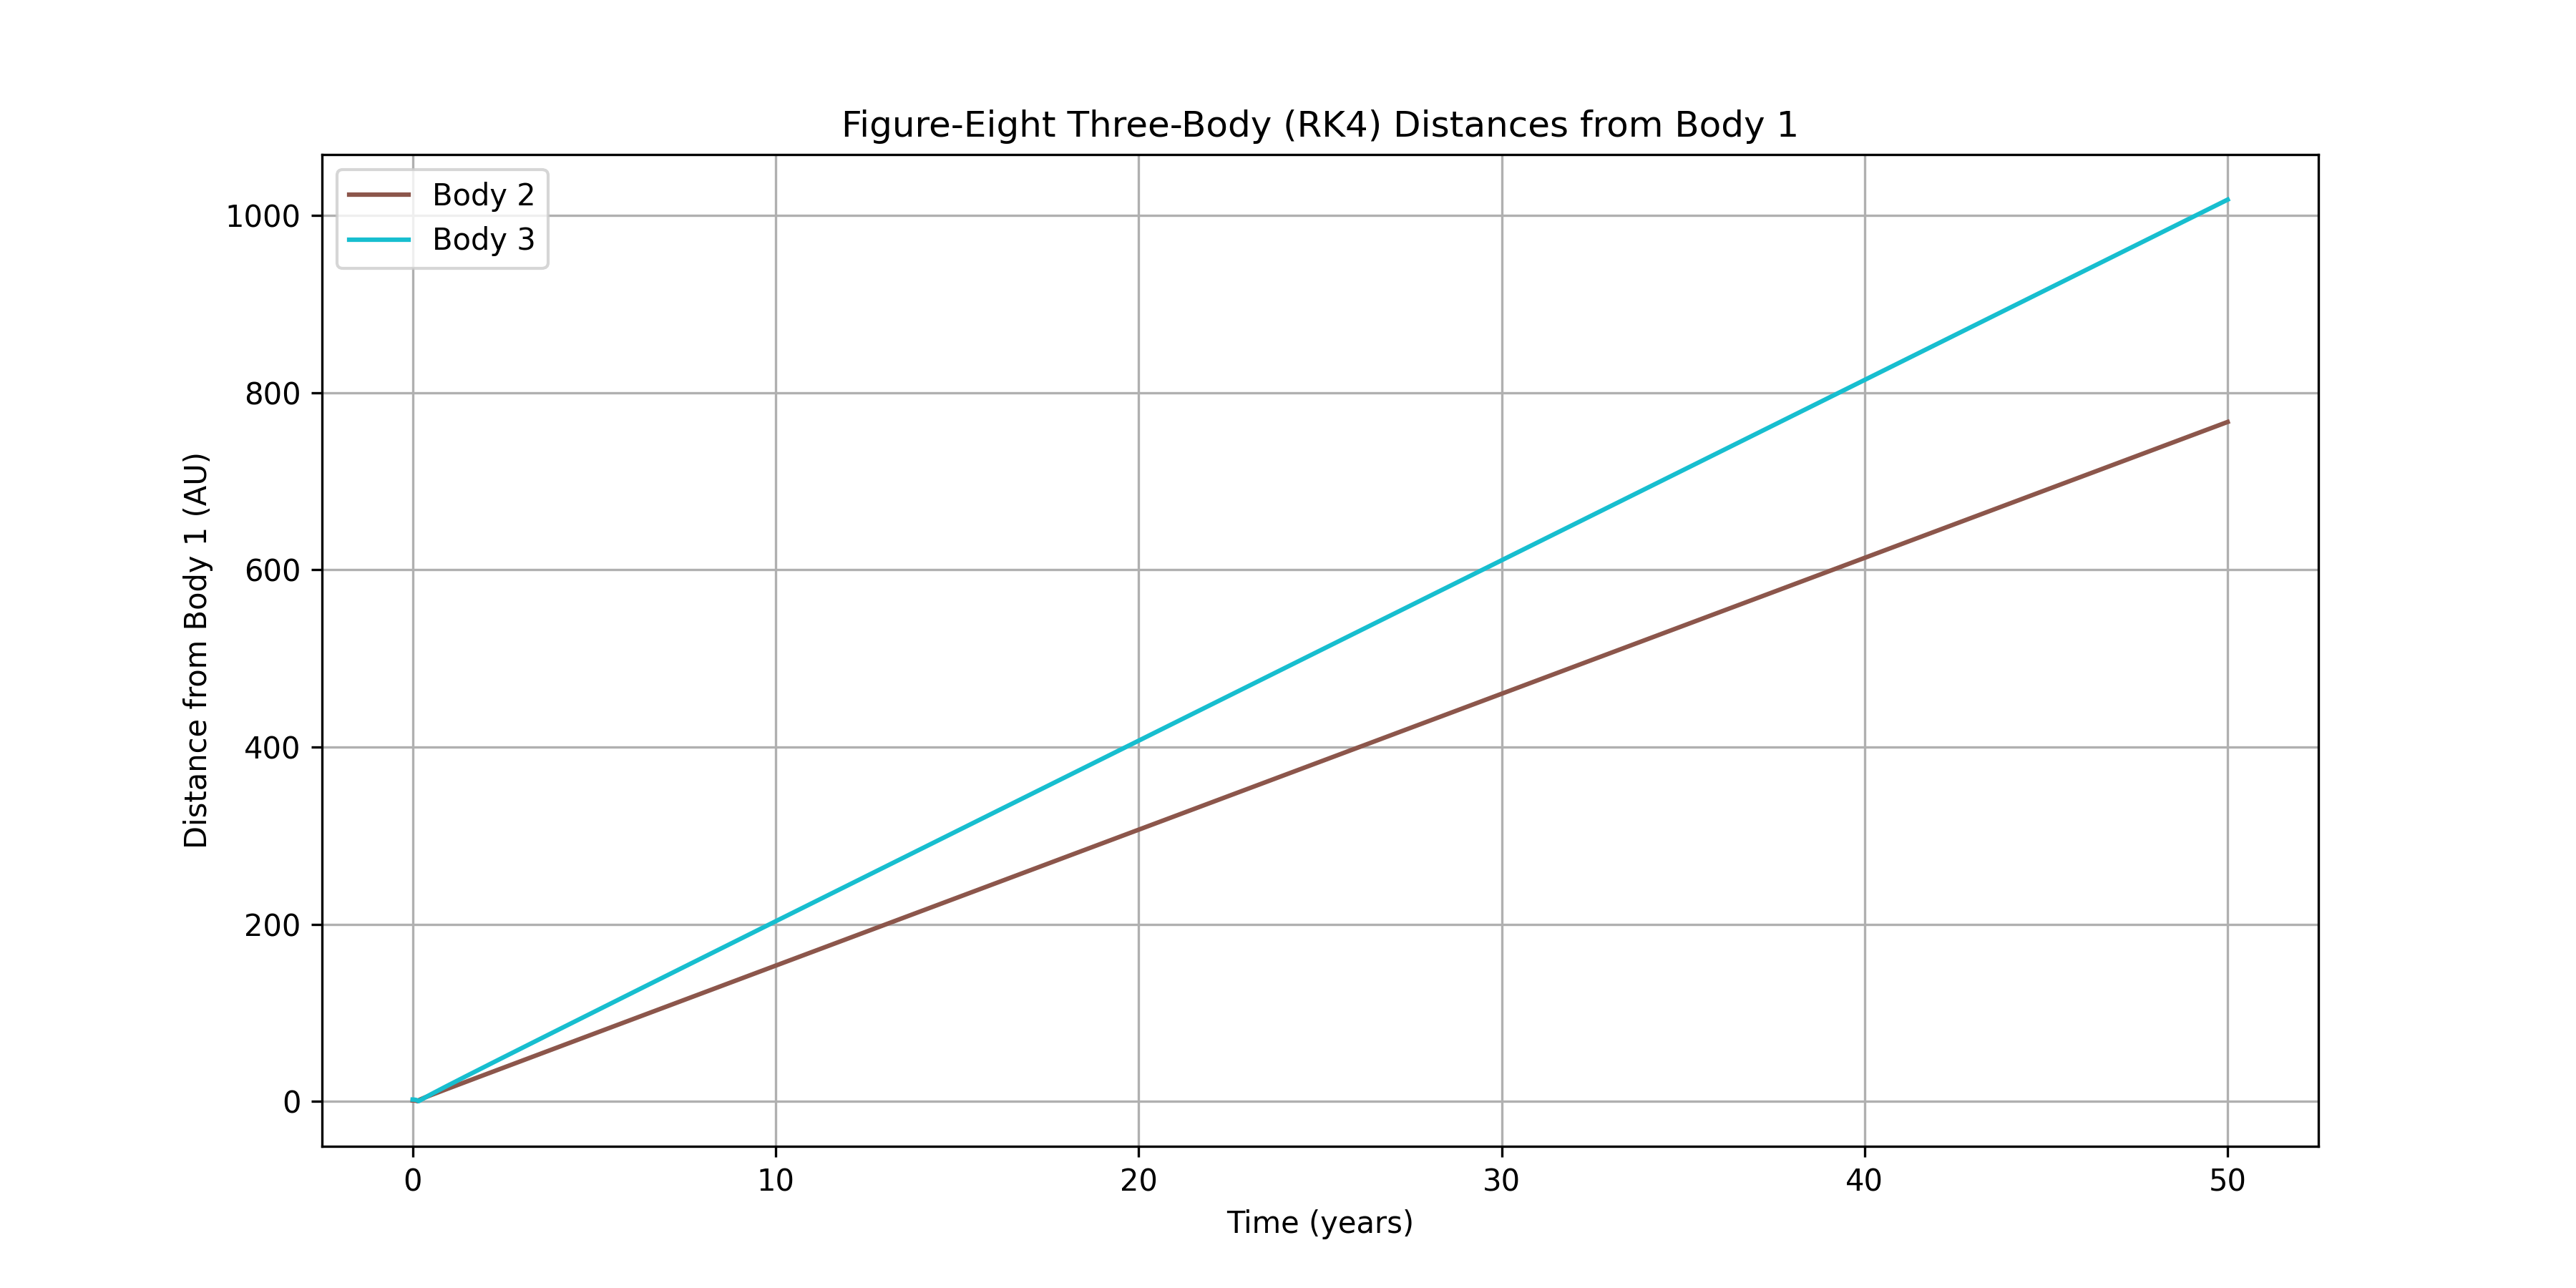 Figure-Eight Three-Body (RK4) Distances from Body 1
Body 2
Body 3
Distance from Body 1 (AU)
1000
800
600
400
200
0
0 10 20 30 40 50
Time (years)